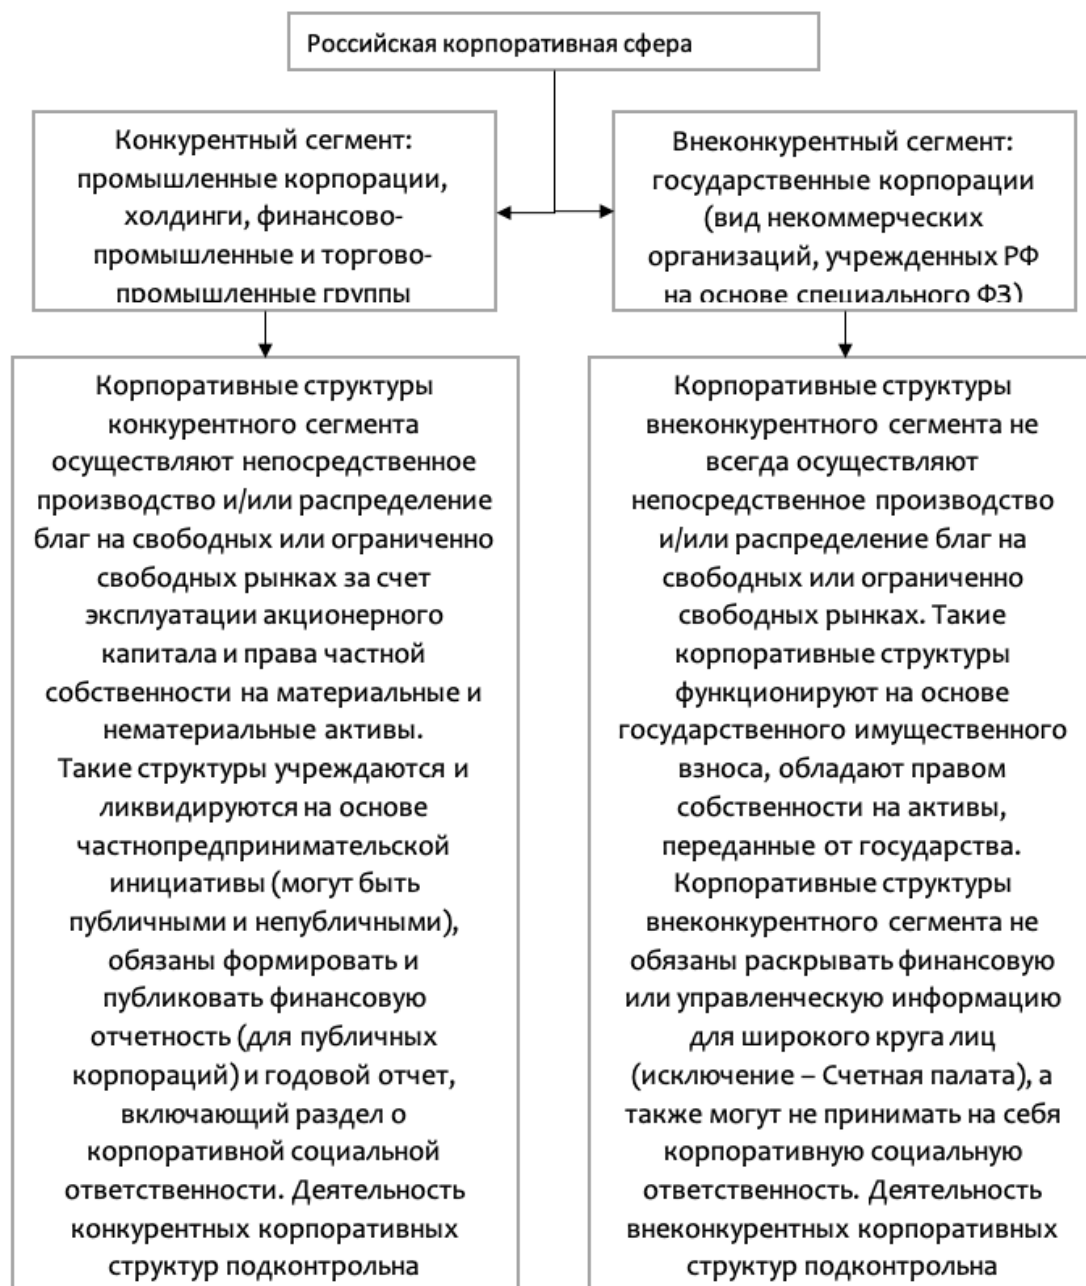 Российская корпоративная сфера
Конкурентный сегмент:
промышленные корпорации,
холдинги, финансово-
промышленные и торгово-
промышленные группы
Внеконкурентный сегмент:
государственные корпорации
(вид некоммерческих
организаций, учрежденных РФ
на основе специального ФЗ)
Корпоративные структуры
конкурентного сегмента
осуществляют непосредственное
производство и/или распределение
благ на свободных или ограниченно
свободных рынках за счет
эксплуатации акционерного
капитала и права частной
собственности на материальные и
нематериальные активы.
Такие структуры учреждаются и
ликвидируются на основе
частнопредпринимательской
инициативы (могут быть
публичными и непубличными),
обязаны формировать и
публиковать финансовую
отчетность (для публичных
корпораций) и годовой отчет,
включающий раздел о
корпоративной социальной
ответственности. Деятельность
конкурентных корпоративных
структур подконтрольна
Корпоративные структуры
внеконкурентного сегмента не
всегда осуществляют
непосредственное производство
и/или распределение благ на
свободных или ограниченно
свободных рынках. Такие
корпоративные структуры
функционируют на основе
государственного имущественного
взноса, обладают правом
собственности на активы,
переданные от государства.
Корпоративные структуры
внеконкурентного сегмента не
обязаны раскрывать финансовую
или управленческую информацию
для широкого круга лиц
(исключение – Счетная палата), а
также могут не принимать на себя
корпоративную социальную
ответственность. Деятельность
внеконкурентных корпоративных
структур подконтрольна